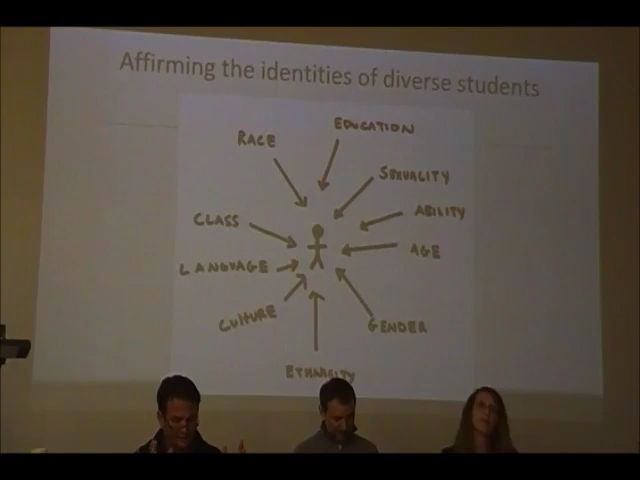 Affirming the identities of diverse students
EDUCATION
RACE
SEXUALITY
ABILITY
CLASS
AGE
LANGUAGE
CULTURE
GENDER
ETHNICITY